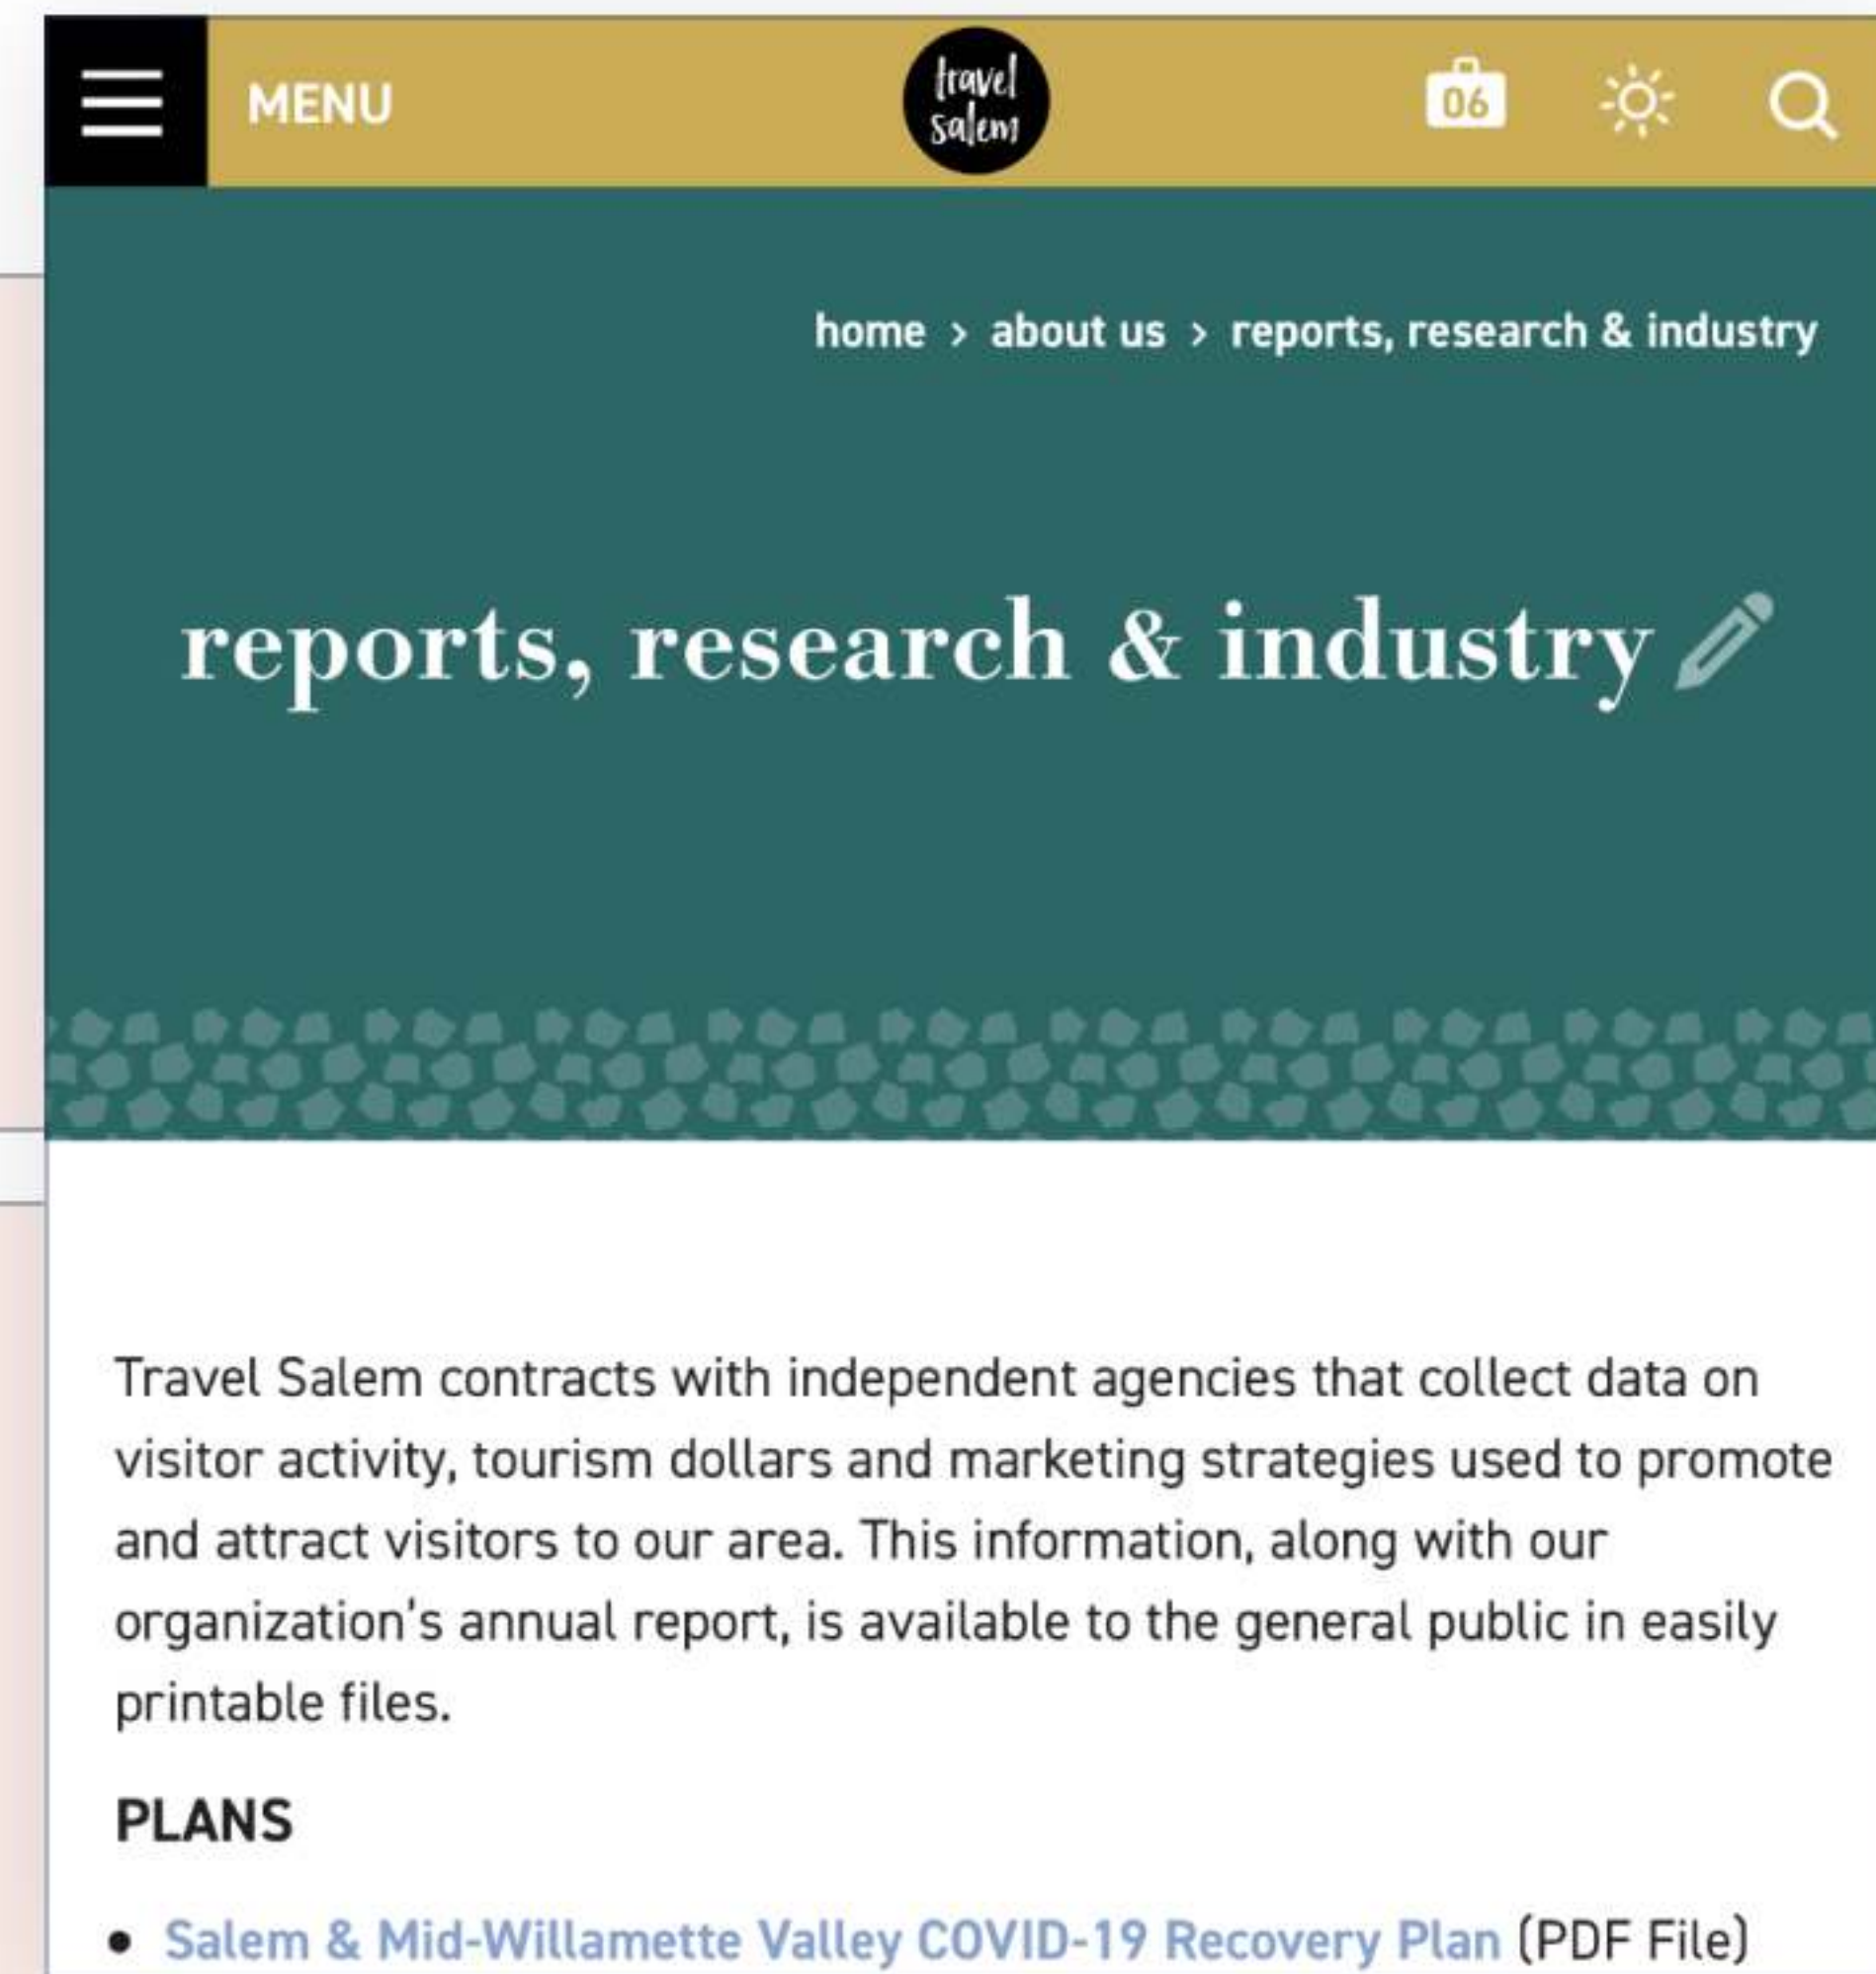 MENU
travel
salem
06
home > about us > reports, research & industry
reports, research & industry
Travel Salem contracts with independent agencies that collect data on
visitor activity, tourism dollars and marketing strategies used to promote
and attract visitors to our area. This information, along with our
organization's annual report, is available to the general public in easily
printable files.
PLANS
• Salem & Mid-Willamette Valley COVID-19 Recovery Plan (PDF File)